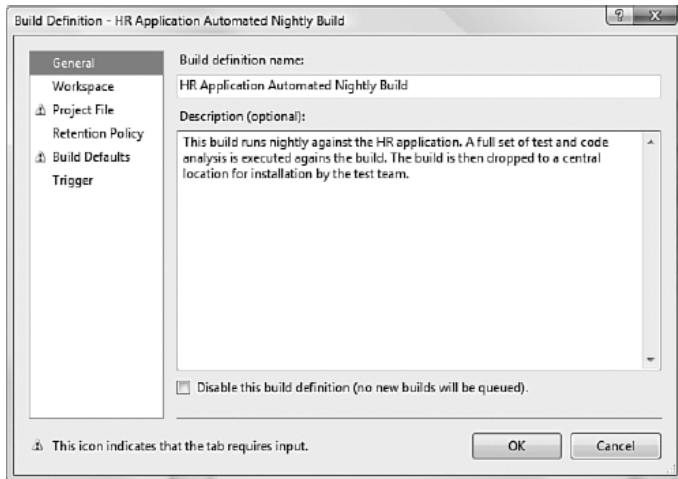 Build Definition - HR Application Automated Nightly Build
General
Workspace
Project File
Retention Policy
Build Defaults
Trigger
Build definition name:
HR Application Automated Nightly Build
Description (optional):
This build runs nightly against the HR application. A full set of test and code
analysis is executed agains the build. The build is then dropped to a central
location for installation by the test team.
Disable this build definition (no new builds will be queued).
This icon indicates that the tab requires input.
OK
Cancel